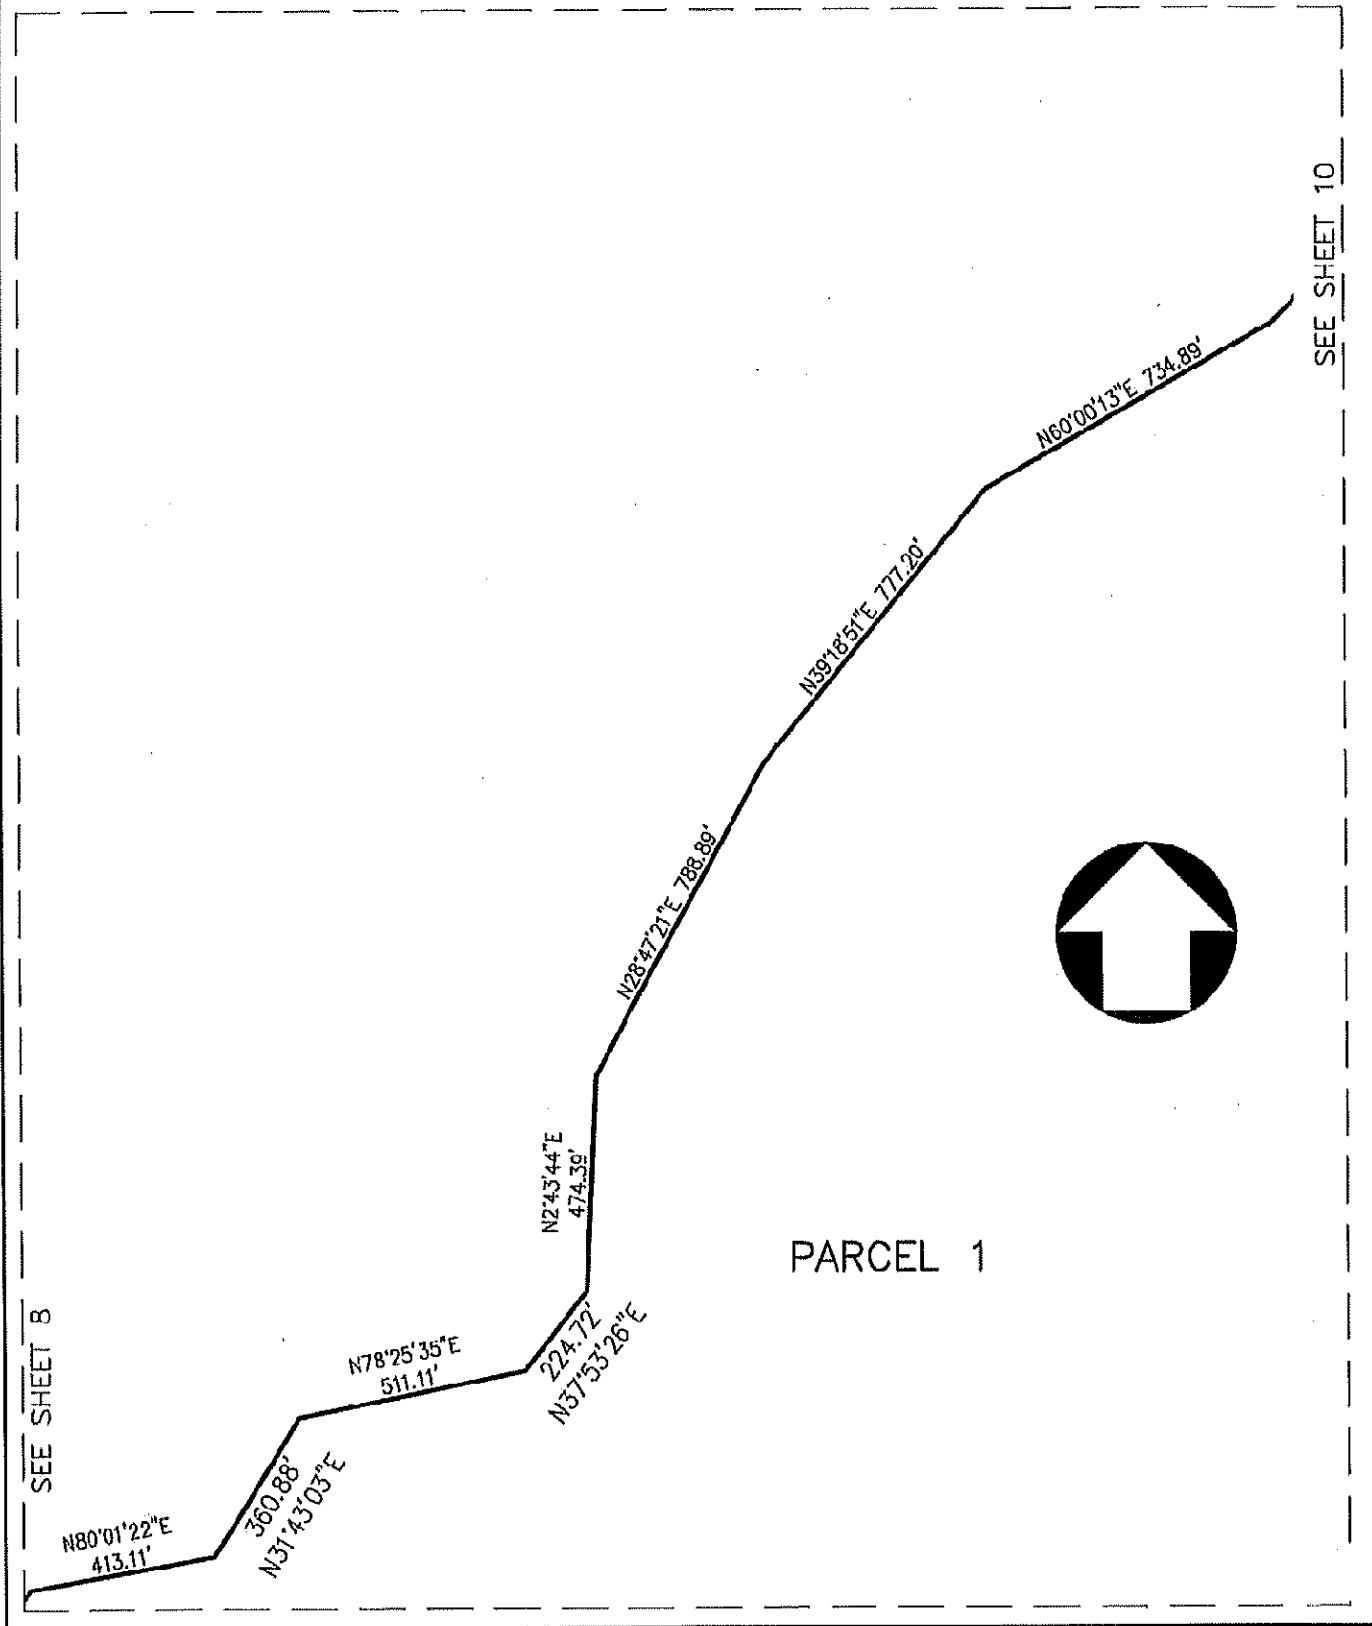 SEE SHEET 10
N60°00'13"E 734.89'
N39°18'51"E 777.20'
N28°47'21"E 788.89'
N2°43'44"E
474.39'
PARCEL 1
224.72'
N37°53'26"E
N78°25'35"E
511.11'
SEE SHEET 8
360.88'
N31°43'03"E
N80°01'22"E
413.11'